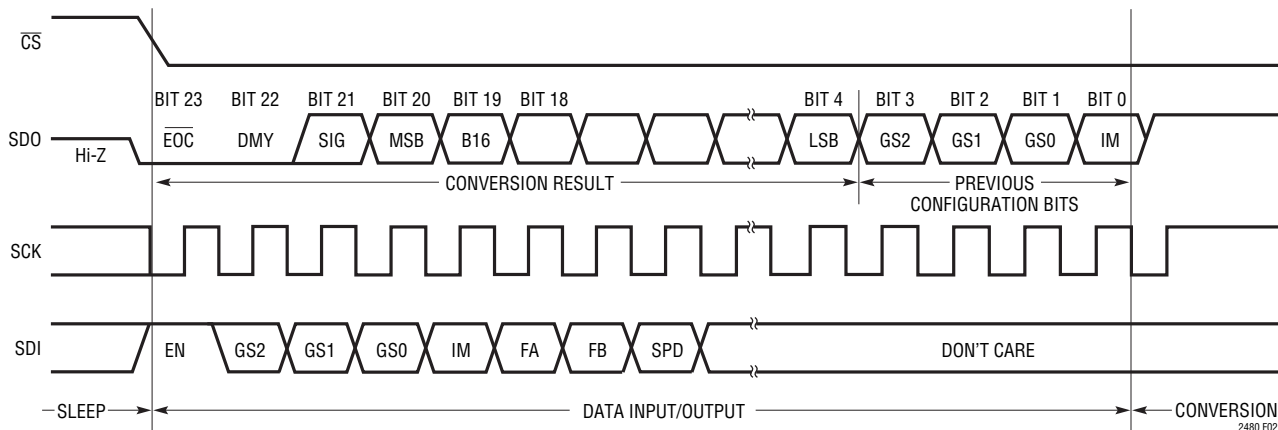 CS
BIT 23 BIT 22 BIT 21 BIT 20 BIT 19 BIT 18 BIT 4 BIT 3 BIT 2 BIT 1 BIT 0
SDO Hi-Z EOC DMY SIG MSB B16 LSB GS2 GS1 GS0 IM
CONVERSION RESULT
PREVIOUS
CONFIGURATION BITS
SCK
SDI EN GS2 GS1 GS0 IM FA FB SPD DON'T CARE
SLEEP DATA INPUT/OUTPUT CONVERSION
2480 F02